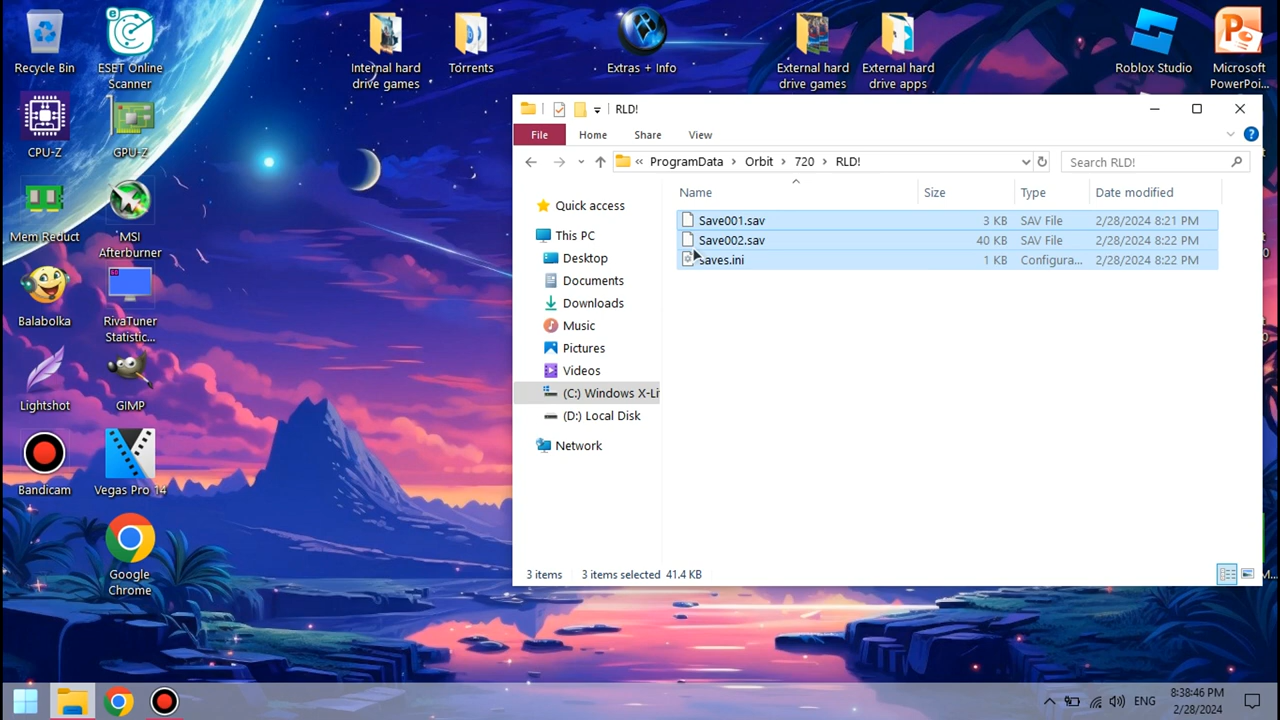 Recycle Bin
ESET Online
Scanner
Internal hard
drive games
Torrents
Extras + Info
External hard
drive games
External hard
drive apps
Roblox Studio
Microsoft
PowerPoi...
CPU-Z
GPU-Z
Mem Reduct
MSI
Afterburner
Balabolka
RivaTuner
Statistic...
Lightshot
GIMP
Bandicam
Vegas Pro 14
Google
Chrome
RLD!
File
Home
Share
View
«
ProgramData
Orbit
720
RLD!
Search RLD!
Name
Size
Type
Date modified
Save001.sav
3 KB
SAV File
2/28/2024 8:21 PM
Save002.sav
40 KB
SAV File
2/28/2024 8:22 PM
saves.ini
1 KB
Configura...
2/28/2024 8:22 PM
Quick access
This PC
Desktop
Documents
Downloads
Music
Pictures
Videos
(C:) Windows X-Li
(D:) Local Disk
Network
3 items
3 items selected 41.4 KB
ENG
8:38:46 PM
2/28/2024